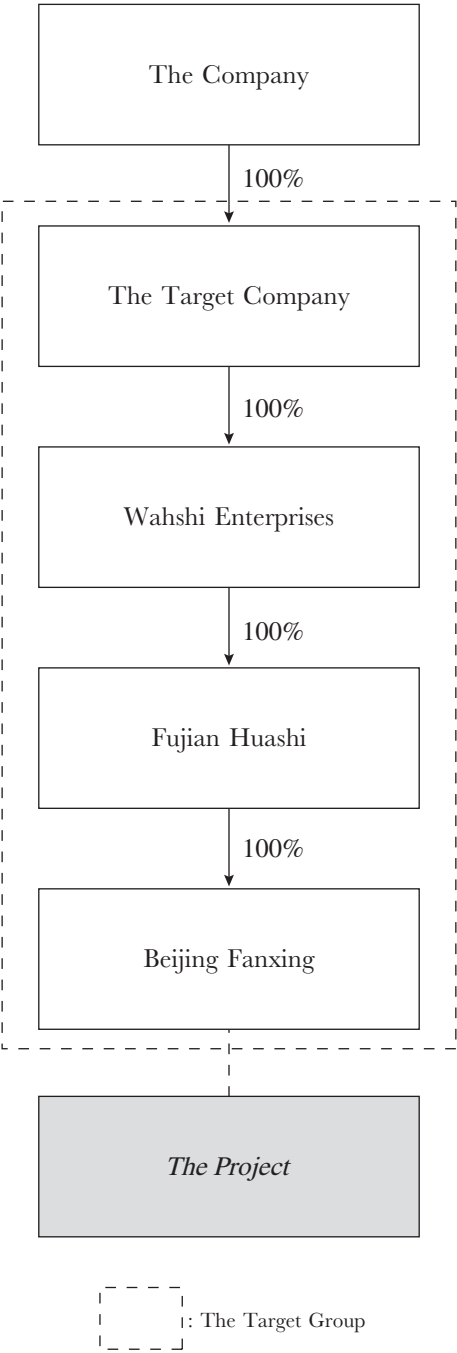 The Company
100%
The Target Company
100%
Wahshi Enterprises
100%
Fujian Huashi
100%
Beijing Fanxing
The Project
: The Target Group